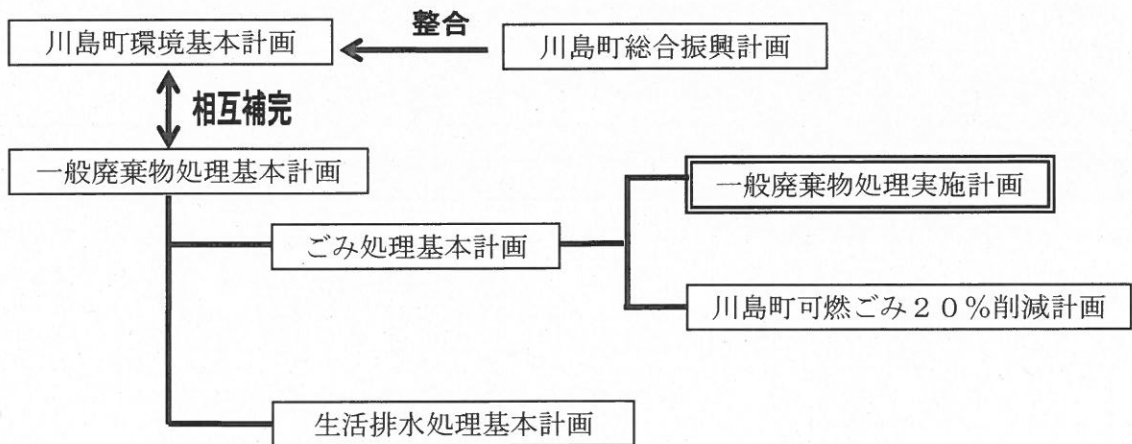 川島町環境基本計画
整合
川島町総合振興計画
相互補完
一般廃棄物処理基本計画
一般廃棄物処理実施計画
ごみ処理基本計画
川島町可燃ごみ２０％削減計画
生活排水処理基本計画